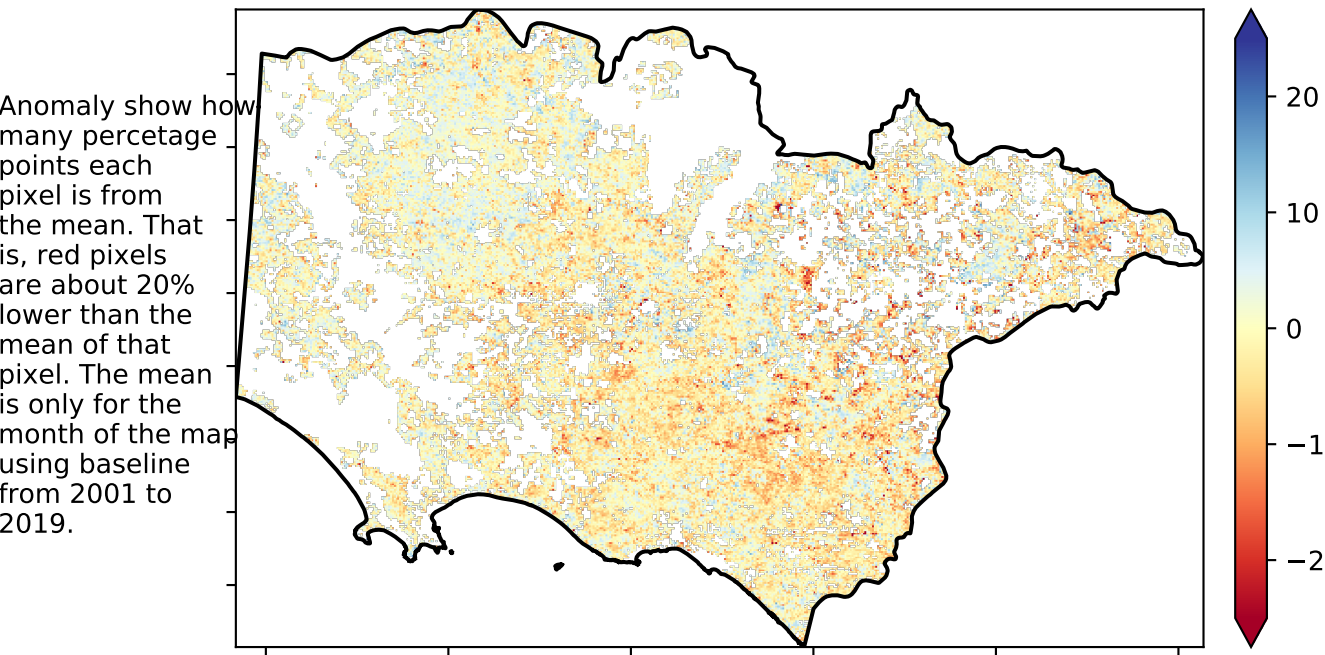 Anomaly show how
many percetage
points each
pixel is from
the mean. That
is, red pixels
are about 20%
lower than the
mean of that
pixel. The mean
is only for the
month of the map
using baseline
from 2001 to
2019.
20
10
0
−1
−2